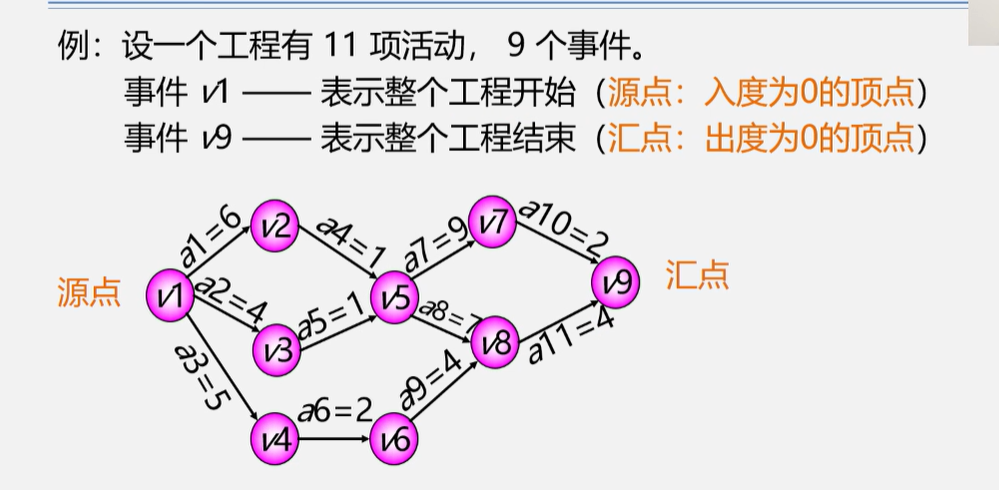 例：设一个工程有 11 项活动， 9 个事件。
事件 v1 —— 表示整个工程开始（源点：入度为0的顶点）
事件 v9 —— 表示整个工程结束（汇点：出度为0的顶点）
源点
v1
a1=6
a2=4
a3=5
v2
v3
v4
a4=1
a5=1
a6=2
v5
v6
a7=9
a8=7
a9=4
v7
v8
a10=2
a11=4
v9
汇点